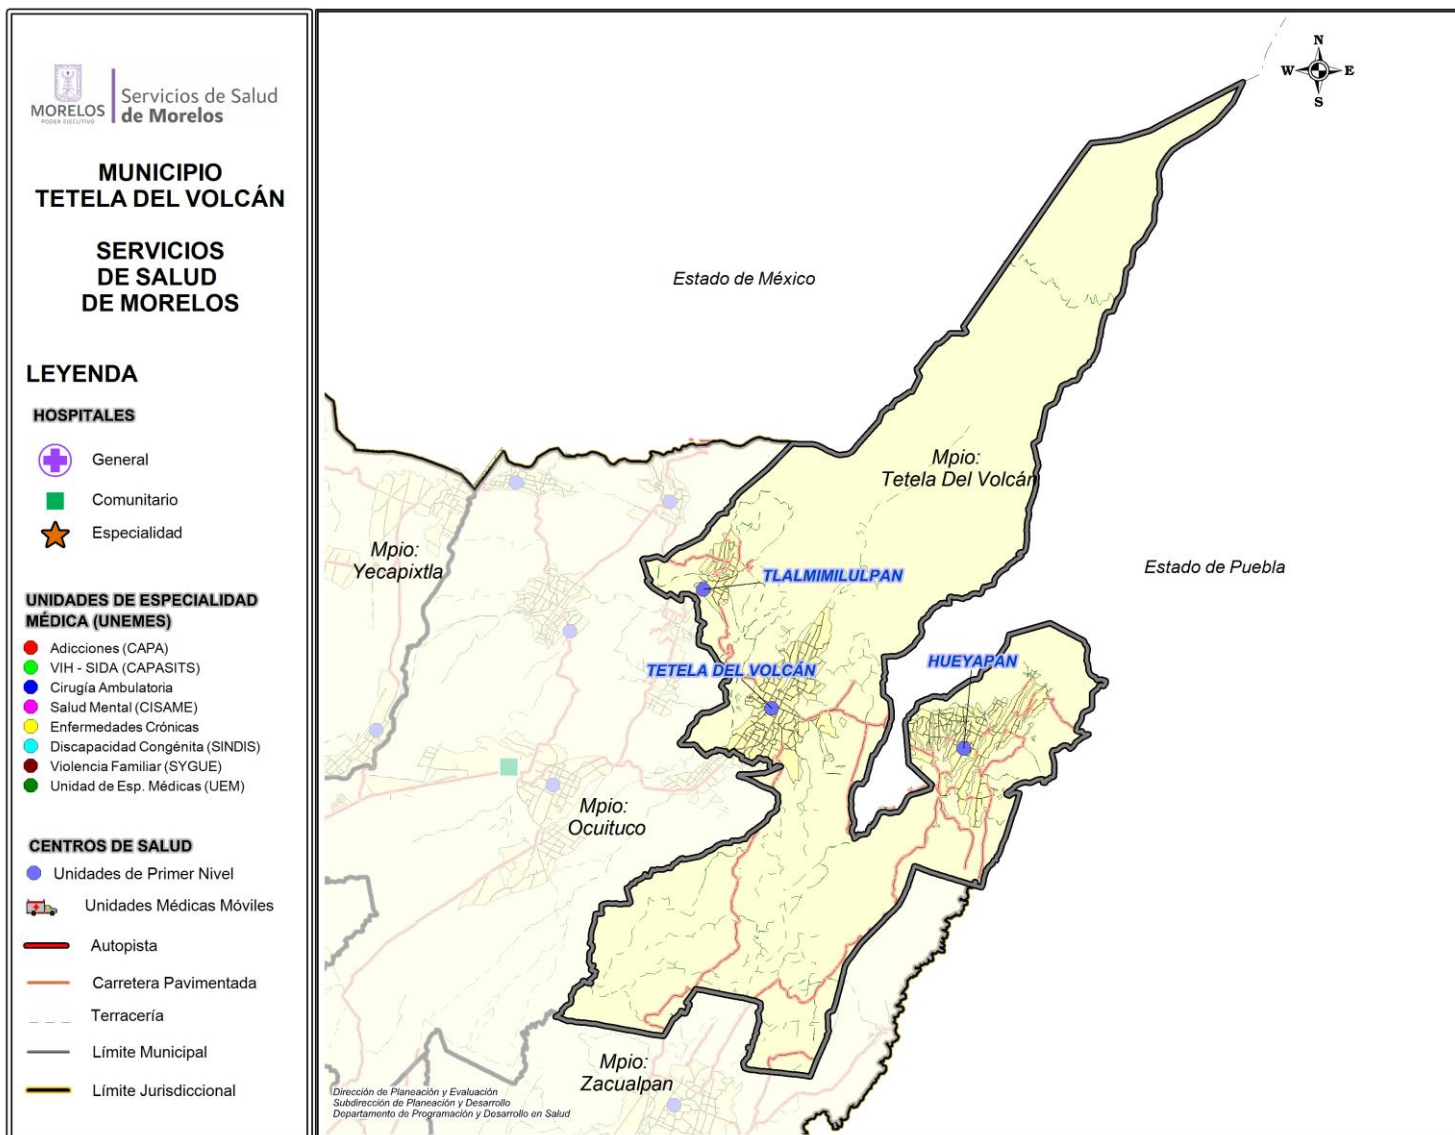 MORELOS
PODER EJECUTIVO
Servicios de Salud
de Morelos
MUNICIPIO
TETELA DEL VOLCÁN
SERVICIOS
DE SALUD
DE MORELOS
LEYENDA
HOSPITALES
General
Comunitario
Especialidad
UNIDADES DE ESPECIALIDAD
MÉDICA (UNEMES)
Adicciones (CAPA)
VIH - SIDA (CAPASITS)
Cirugía Ambulatoria
Salud Mental (CISAME)
Enfermedades Crónicas
Discapacidad Congénita (SINDIS)
Violencia Familiar (SYGUE)
Unidad de Esp. Médicas (UEM)
CENTROS DE SALUD
Unidades de Primer Nivel
Unidades Médicas Móviles
Autopista
Carretera Pavimentada
Terracería
Límite Municipal
Límite Jurisdiccional
N
W E
S
Estado de México
Mpio:
Tetela Del Volcán
Mpio:
Yecapixtla
Estado de Puebla
TLALMIMILULPAN
TETELA DEL VOLCÁN
HUEYAPAN
Mpio:
Ocuituco
Mpio:
Zacualpan
Dirección de Planeación y Evaluación
Subdirección de Planeación y Desarrollo
Departamento de Programación y Desarrollo en Salud